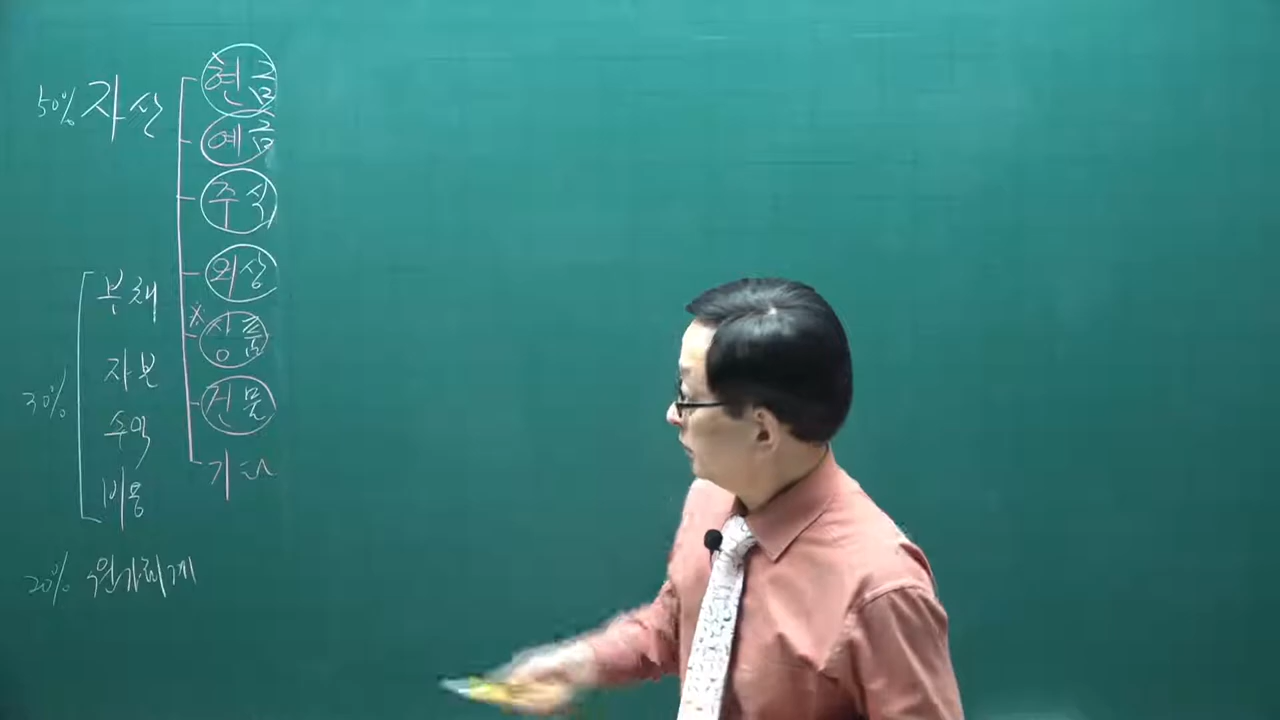 50% 자산
현금
예금
주식
외상
※ 상품
건물
기타
30%
부채
자본
수익
비용
20% 원가회계